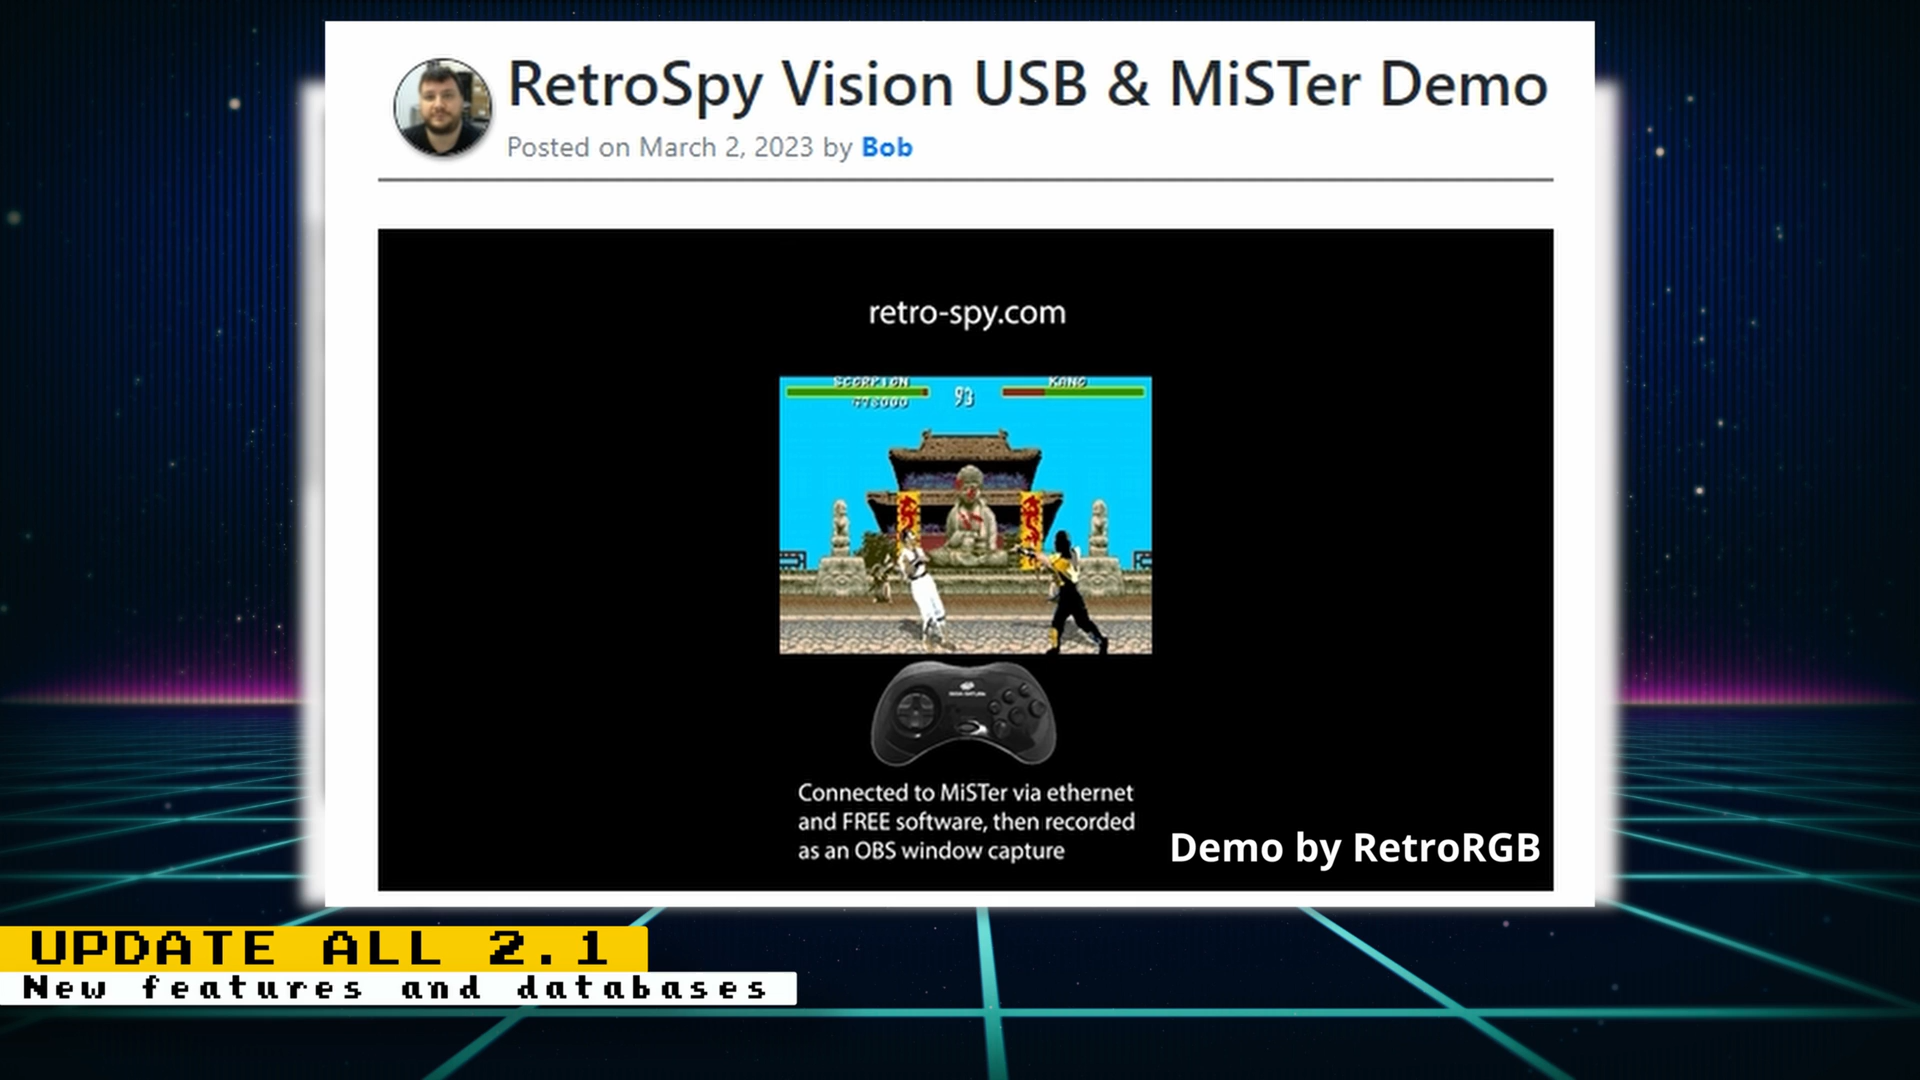 RetroSpy Vision USB & MiSTer Demo
Posted on March 2, 2023 by Bob
retro-spy.com
SCORPION
KANO
93
Connected to MiSTer via ethernet
and FREE software, then recorded
as an OBS window capture
Demo by RetroRGB
UPDATE ALL 2.1
New features and databases